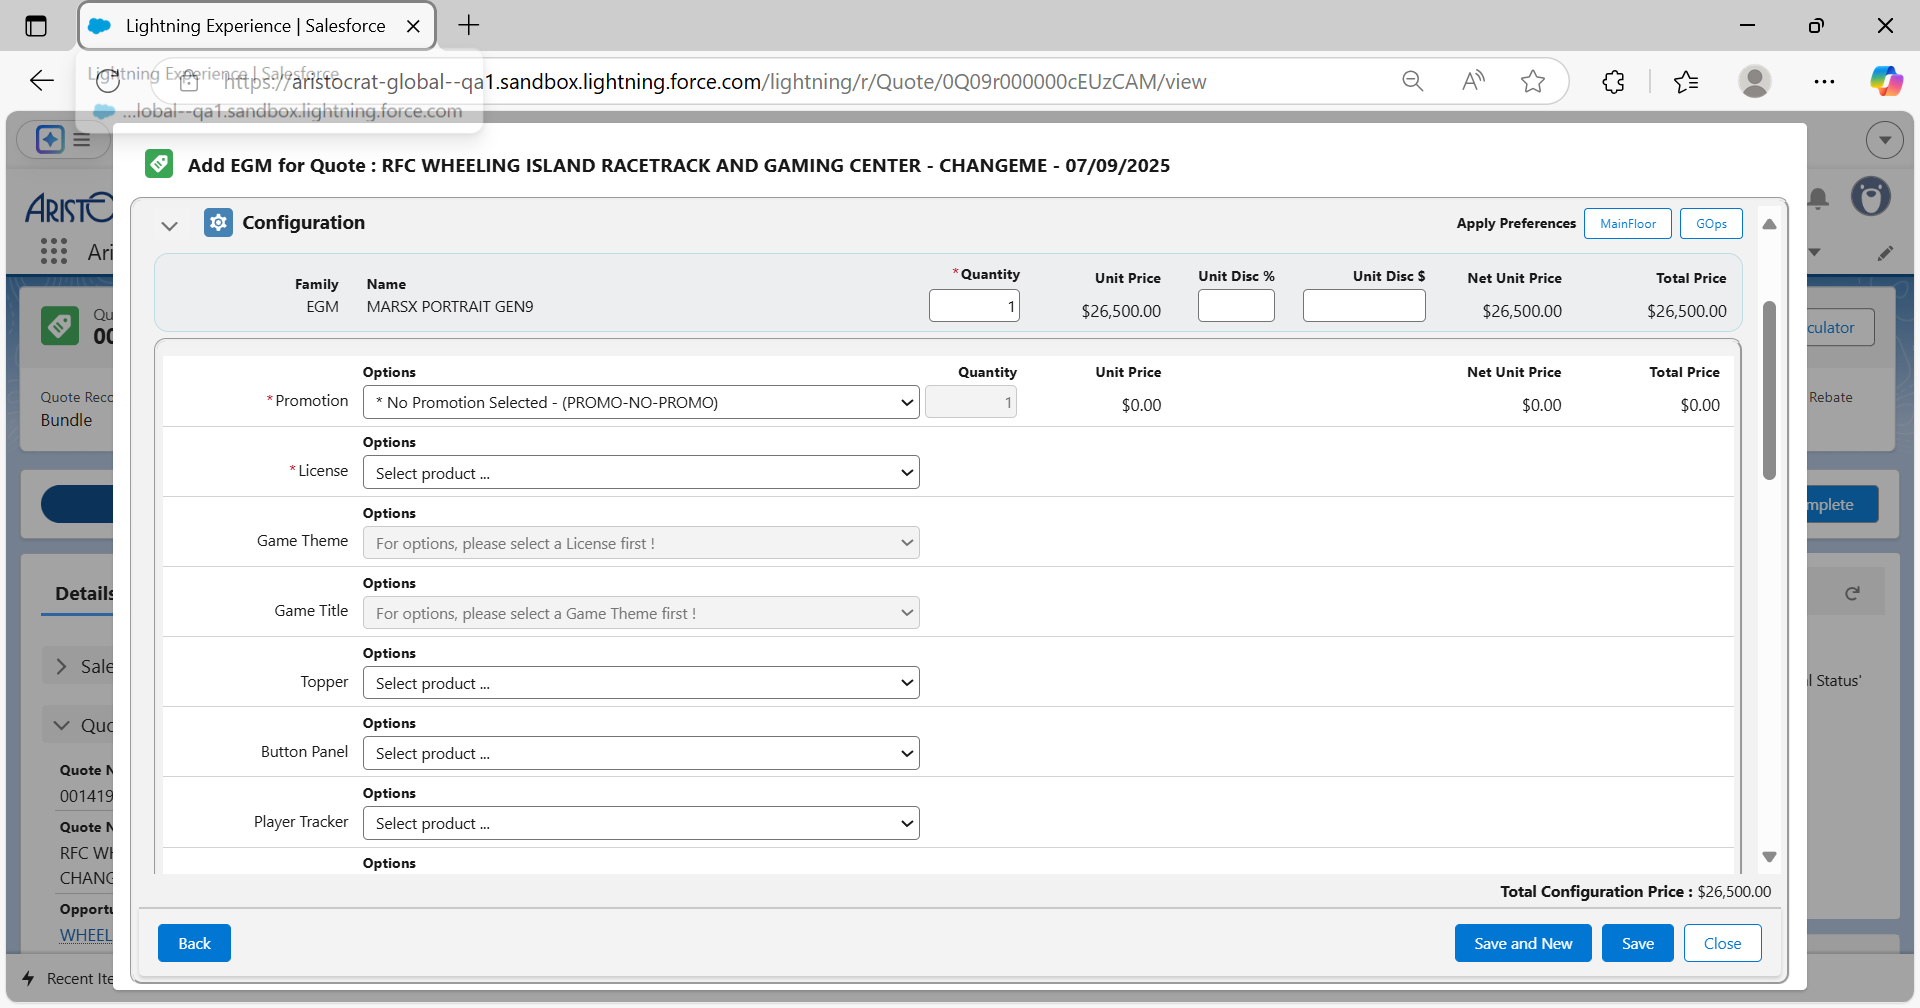 Lightning Experience | Salesforce
Lightning Experience | Salesforce
https://aristocrat-global--qa1.sandbox.lightning.force.com/lightning/r/Quote/0Q09r000000cEUzCAM/view
...lobal--qa1.sandbox.lightning.force.com
Add EGM for Quote : RFC WHEELING ISLAND RACETRACK AND GAMING CENTER - CHANGEME - 07/09/2025
ARISTO
Ari
Configuration
Apply Preferences
MainFloor
GOps
Family
Name
*Quantity
Unit Price
Unit Disc %
Unit Disc $
Net Unit Price
Total Price
EGM
MARSX PORTRAIT GEN9
1
$26,500.00
$26,500.00
$26,500.00
Qu
00
culator
Quote Reco
Bundle
Rebate
Options
Quantity
Unit Price
Net Unit Price
Total Price
*Promotion
* No Promotion Selected - (PROMO-NO-PROMO)
1
$0.00
$0.00
$0.00
Options
*License
Select product ...
mplete
Options
Game Theme
For options, please select a License first !
Options
Game Title
For options, please select a Game Theme first !
Details
Options
Topper
Select product ...
Sale
l Status'
Options
Button Panel
Select product ...
Quo
Options
Player Tracker
Select product ...
Quote N
001419
Quote N
RFC WH
CHANG
Options
Opportu
WHEEL
Total Configuration Price : $26,500.00
Back
Save and New
Save
Close
Recent Ite